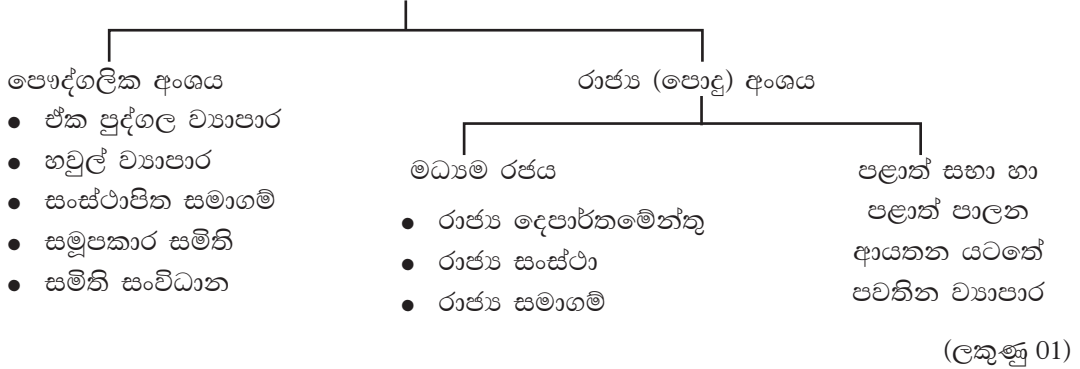 පෞද්ගලික අංශය
● ඒක පුද්ගල ව්‍යාපාර
● හවුල් ව්‍යාපාර
● සංස්ථාපිත සමාගම්
● සමූපකාර සමිති
● සමිති සංවිධාන
රාජ්‍ය (පොදු) අංශය
මධ්‍යම රජය
● රාජ්‍ය දෙපාර්තමේන්තු
● රාජ්‍ය සංස්ථා
● රාජ්‍ය සමාගම්
පළාත් සභා හා
පළාත් පාලන
ආයතන යටතේ
පවතින ව්‍යාපාර
(ලකුණු 01)